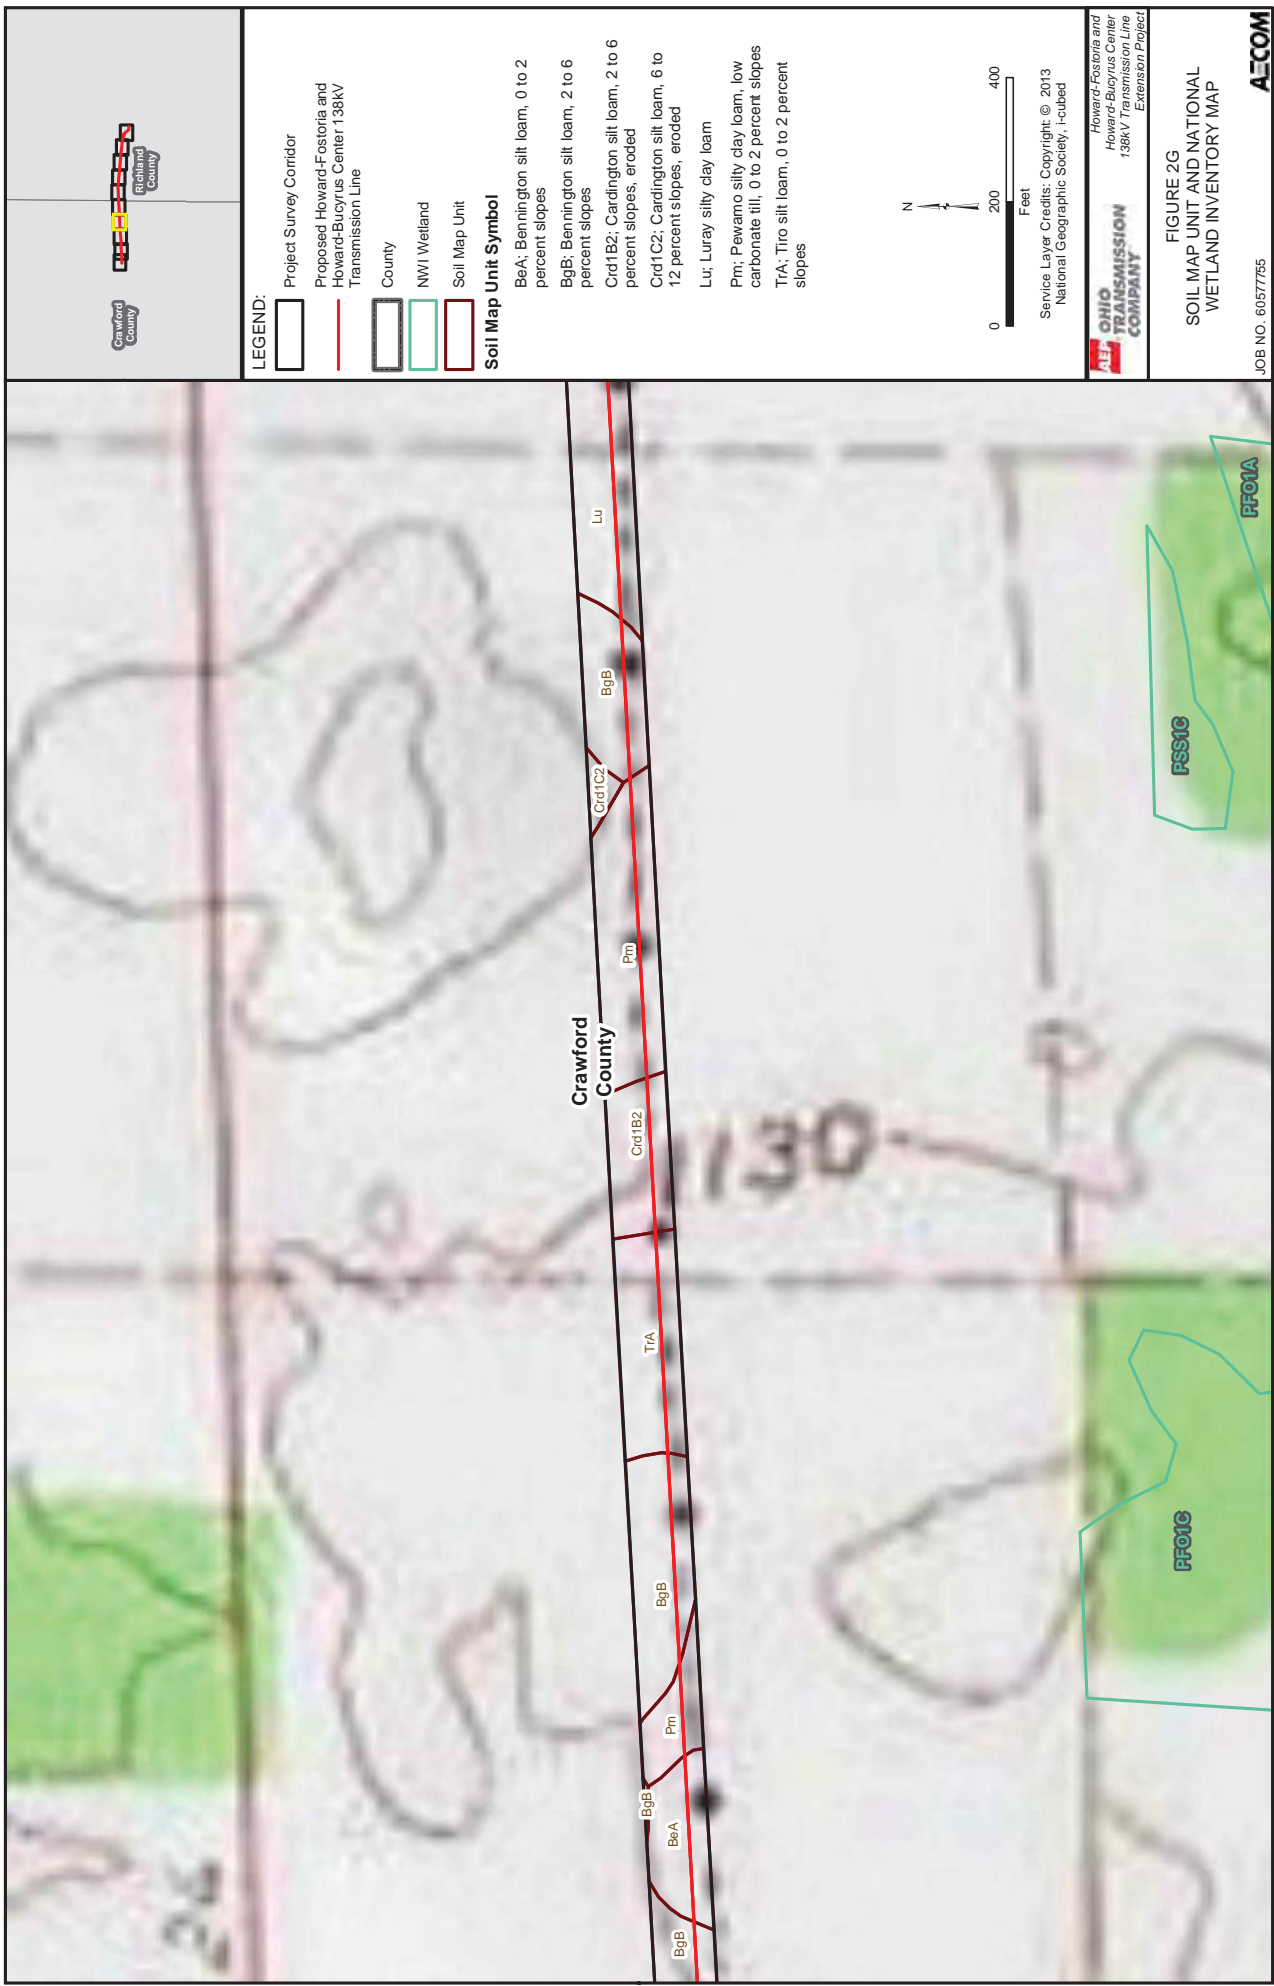 Crawford
County
Richland
County
LEGEND:
Project Survey Corridor
Proposed Howard-Fostoria and
Howard-Bucyrus Center 138kV
Transmission Line
County
NWI Wetland
Soil Map Unit
Soil Map Unit Symbol
BeA; Bennington silt loam, 0 to 2
percent slopes
BgB; Bennington silt loam, 2 to 6
percent slopes
Crd1B2; Cardington silt loam, 2 to 6
percent slopes, eroded
Crd1C2; Cardington silt loam, 6 to
12 percent slopes, eroded
Lu; Luray silty clay loam
Pm; Pewamo silty clay loam, low
carbonate till, 0 to 2 percent slopes
TrA; Tiro silt loam, 0 to 2 percent
slopes
N
0 200 400
Feet
Service Layer Credits: Copyright: © 2013
National Geographic Society, i-cubed
AEP OHIO
TRANSMISSION
COMPANY
Howard-Fostoria and
Howard-Bucyrus Center
138kV Transmission Line
Extension Project
FIGURE 2G
SOIL MAP UNIT AND NATIONAL
WETLAND INVENTORY MAP
JOB NO. 60577755
AECOM
26
Crawford
County
BgB
BeA
BgB
Pm
BgB
TrA
Crd1B2
Pm
Crd1C2
BgB
Lu
1130
PFO1C
PSS1C
PFO1A